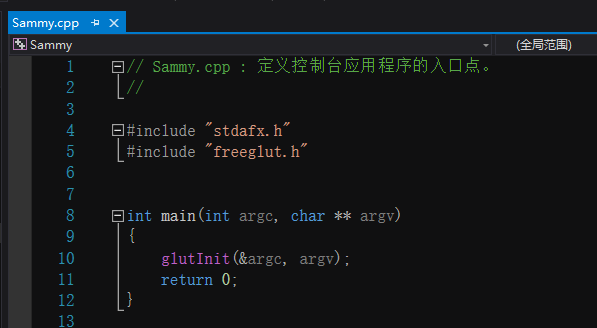 Sammy.cpp
Sammy (全局范围)
1 // Sammy.cpp : 定义控制台应用程序的入口点。
2 //
3
4 #include "stdafx.h"
5 #include "freeglut.h"
6
7
8 int main(int argc, char ** argv)
9 {
10 glutInit(&argc, argv);
11 return 0;
12 }
13